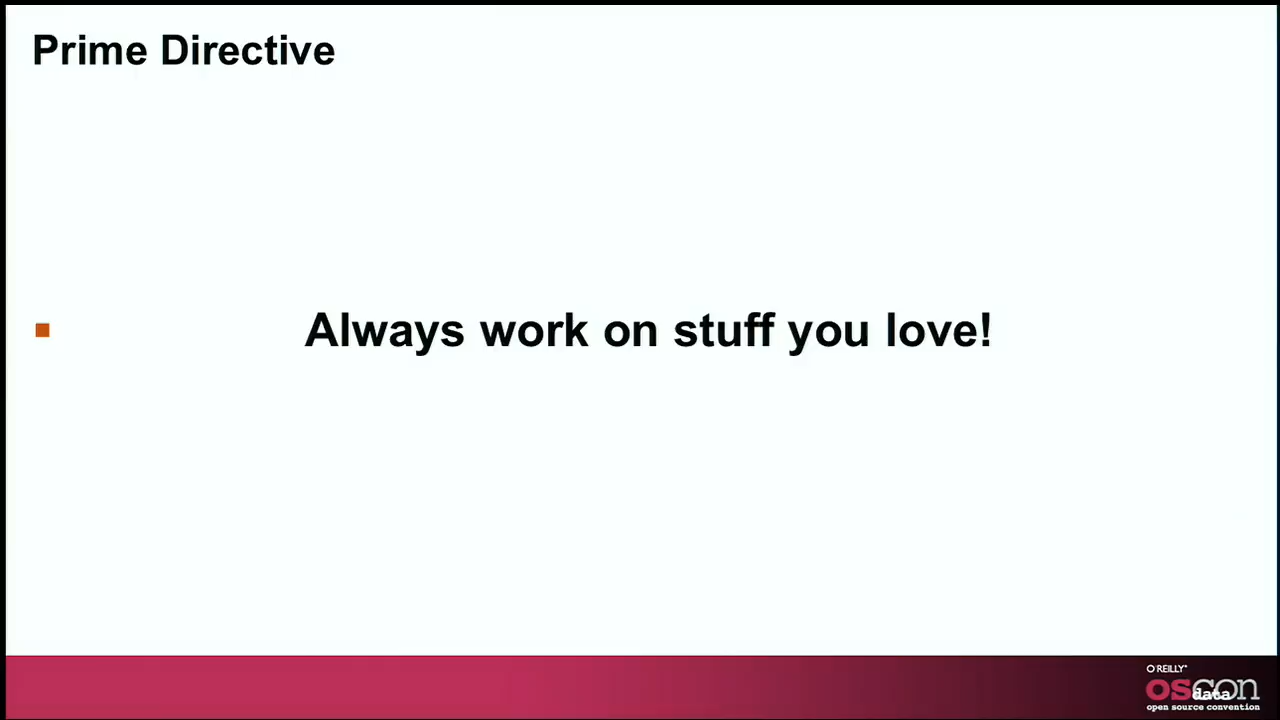 Prime Directive
Always work on stuff you love!
O'REILLY
oscon
data
open source convention